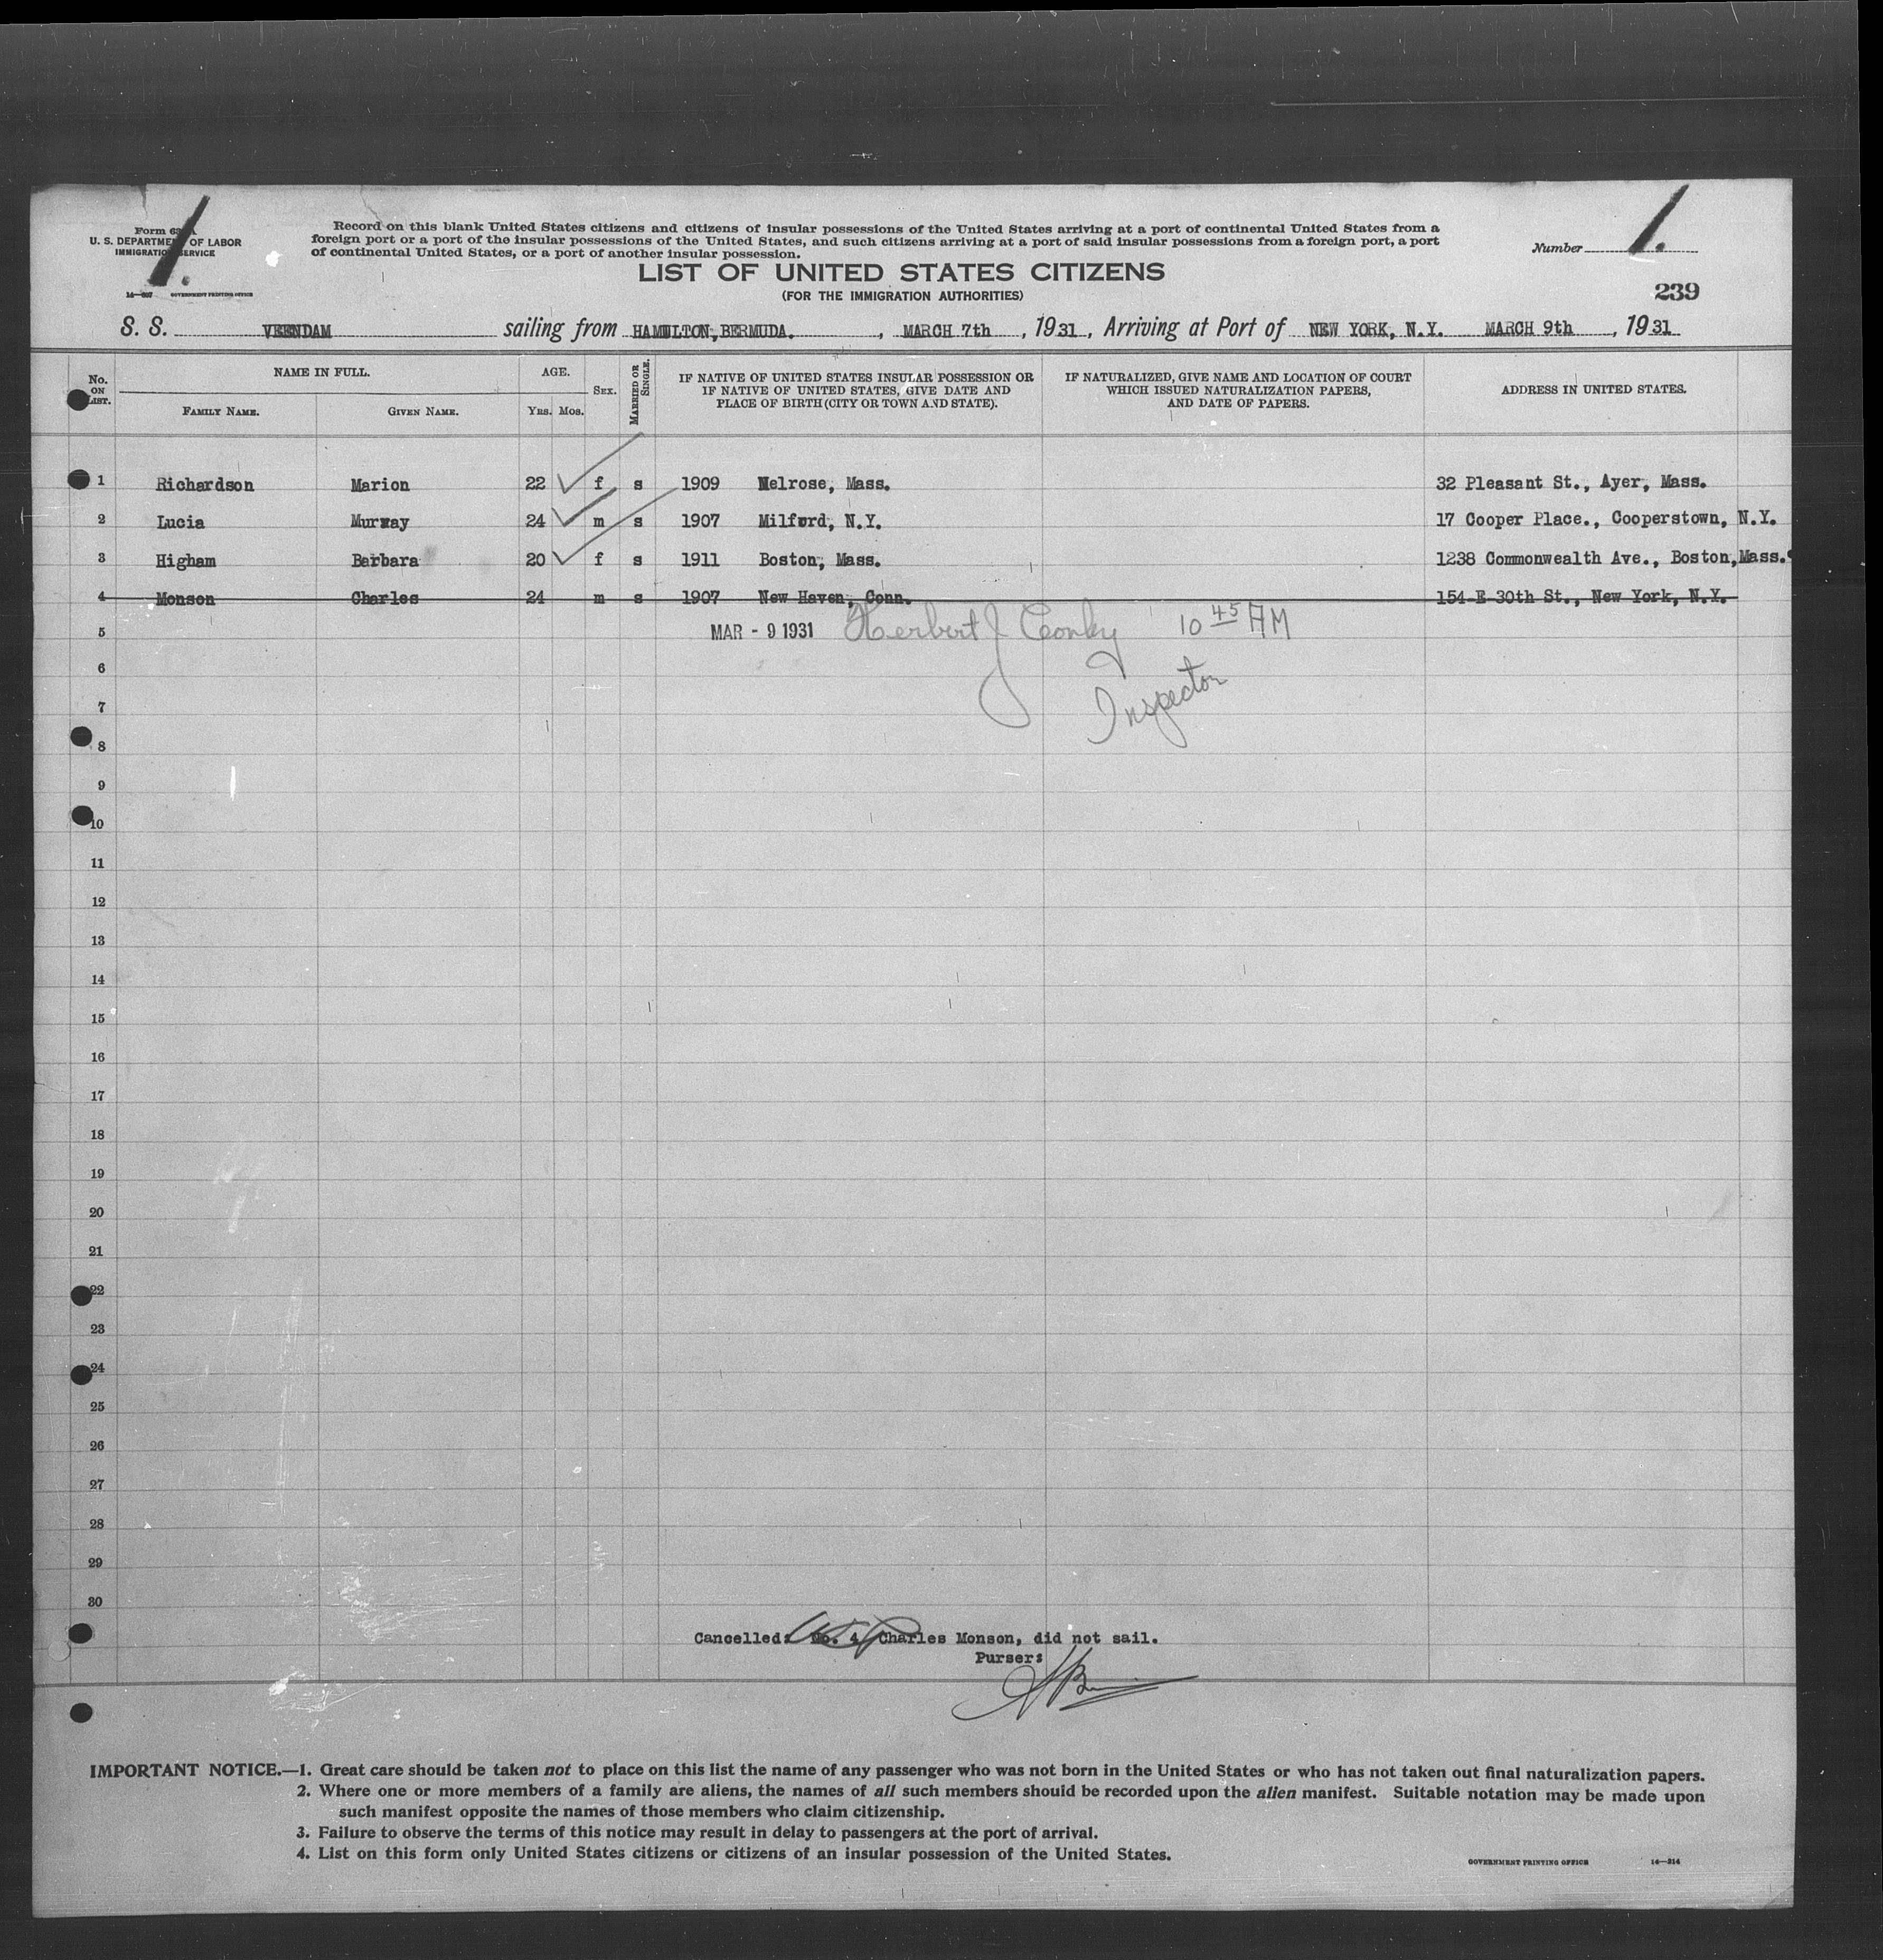 Form 630 A
U. S. DEPARTMENT OF LABOR
IMMIGRATION SERVICE
GOVERNMENT PRINTING OFFICE
1.
Record on this blank United States citizens and citizens of insular possessions of the United States arriving at a port of continental United States from a
foreign port or a port of the insular possessions of the United States, and such citizens arriving at a port of said insular possessions from a foreign port, a port
of continental United States, or a port of another insular possession.
Number 1.
LIST OF UNITED STATES CITIZENS
(FOR THE IMMIGRATION AUTHORITIES)
239
S. S. VEENDAM sailing from HAMILTON, BERMUDA. , MARCH 7th , 1931 , Arriving at Port of NEW YORK, N.Y. MARCH 9th , 1931
No. ON LIST. NAME IN FULL. FAMILY NAME. GIVEN NAME. AGE. YRS. MOS. SEX. MARRIED OR SINGLE. IF NATIVE OF UNITED STATES INSULAR POSSESSION OR IF NATIVE OF UNITED STATES, GIVE DATE AND PLACE OF BIRTH (CITY OR TOWN AND STATE). IF NATURALIZED, GIVE NAME AND LOCATION OF COURT WHICH ISSUED NATURALIZATION PAPERS, AND DATE OF PAPERS. ADDRESS IN UNITED STATES.
1 Richardson Marion 22 f s 1909 Melrose, Mass. 32 Pleasant St., Ayer, Mass.
2 Lucia Murray 24 m s 1907 Milford, N.Y. 17 Cooper Place., Cooperstown, N.Y.
3 Higham Barbara 20 f s 1911 Boston, Mass. 1238 Commonwealth Ave., Boston, Mass.
4 Monson Charles 24 m s 1907 New Haven, Conn. 154 E 30th St., New York, N.Y.
5 MAR - 9 1931 Herbert J Conley 10 45 AM
6
Inspector
7
8
9
10
11
12
13
14
15
16
17
18
19
20
21
22
23
24
25
26
27
28
29
30
Cancelled: No. 4 Charles Monson, did not sail.
Purser:
IMPORTANT NOTICE.—1. Great care should be taken not to place on this list the name of any passenger who was not born in the United States or who has not taken out final naturalization papers.
2. Where one or more members of a family are aliens, the names of all such members should be recorded upon the alien manifest. Suitable notation may be made upon
such manifest opposite the names of those members who claim citizenship.
3. Failure to observe the terms of this notice may result in delay to passengers at the port of arrival.
4. List on this form only United States citizens or citizens of an insular possession of the United States.
GOVERNMENT PRINTING OFFICE 14—214